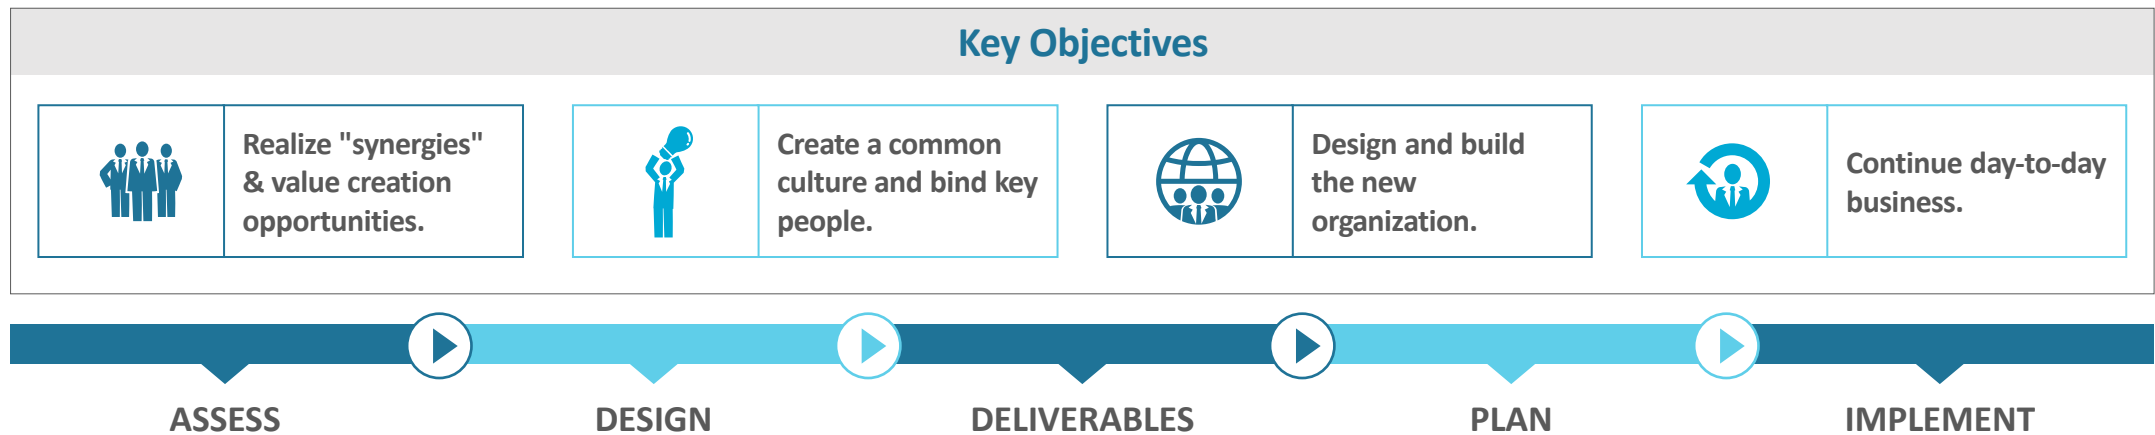 Key Objectives
Realize "synergies"
& value creation
opportunities.
Create a common
culture and bind key
people.
Design and build
the new
organization.
Continue day-to-day
business.
ASSESS
DESIGN
DELIVERABLES
PLAN
IMPLEMENT